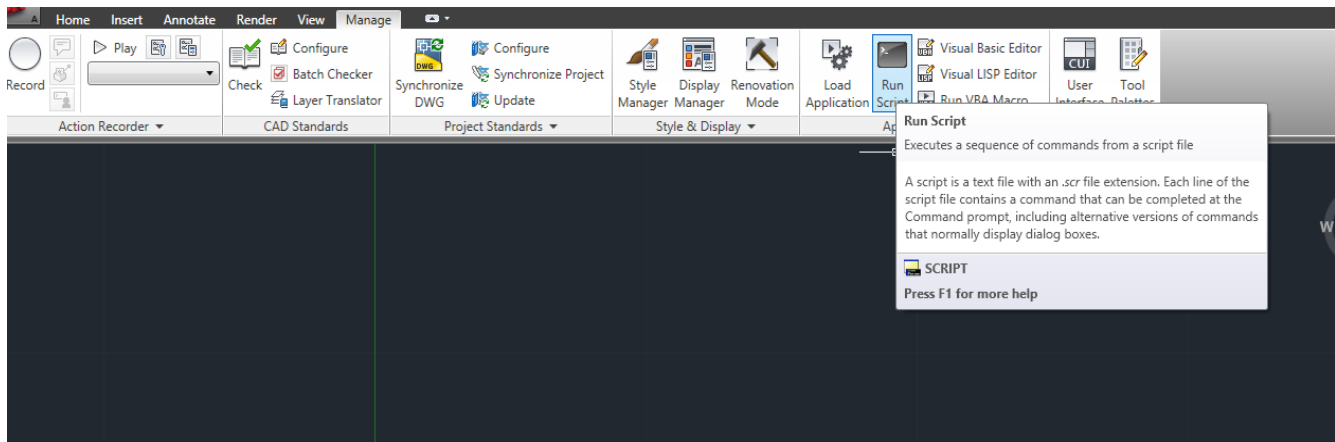 A
Home Insert Annotate Render View Manage
Record
Play
Check
Configure
Batch Checker
Layer Translator
DWG
Synchronize
DWG
Configure
Synchronize Project
Update
Style
Manager
Display
Manager
Renovation
Mode
Load
Application
Run
Script
Visual Basic Editor
Visual LISP Editor
Run VBA Macro
CUI
User
Interface
Tool
Palettes
Action Recorder
CAD Standards
Project Standards
Style & Display
Ap
Run Script
Executes a sequence of commands from a script file
A script is a text file with an .scr file extension. Each line of the
script file contains a command that can be completed at the
Command prompt, including alternative versions of commands
that normally display dialog boxes.
SCRIPT
Press F1 for more help
W